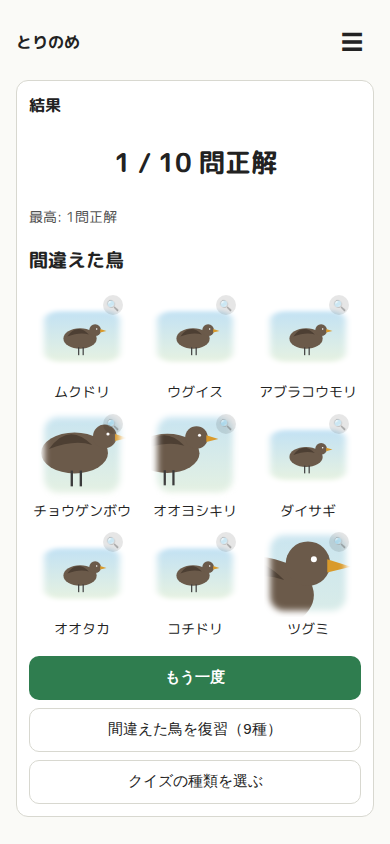 とりのめ
結果
1 / 10 問正解
最高: 1問正解
間違えた鳥
ムクドリ
ウグイス
アブラコウモリ
チョウゲンボウ
オオヨシキリ
ダイサギ
オオタカ
コチドリ
ツグミ
もう一度
間違えた鳥を復習（9種）
クイズの種類を選ぶ